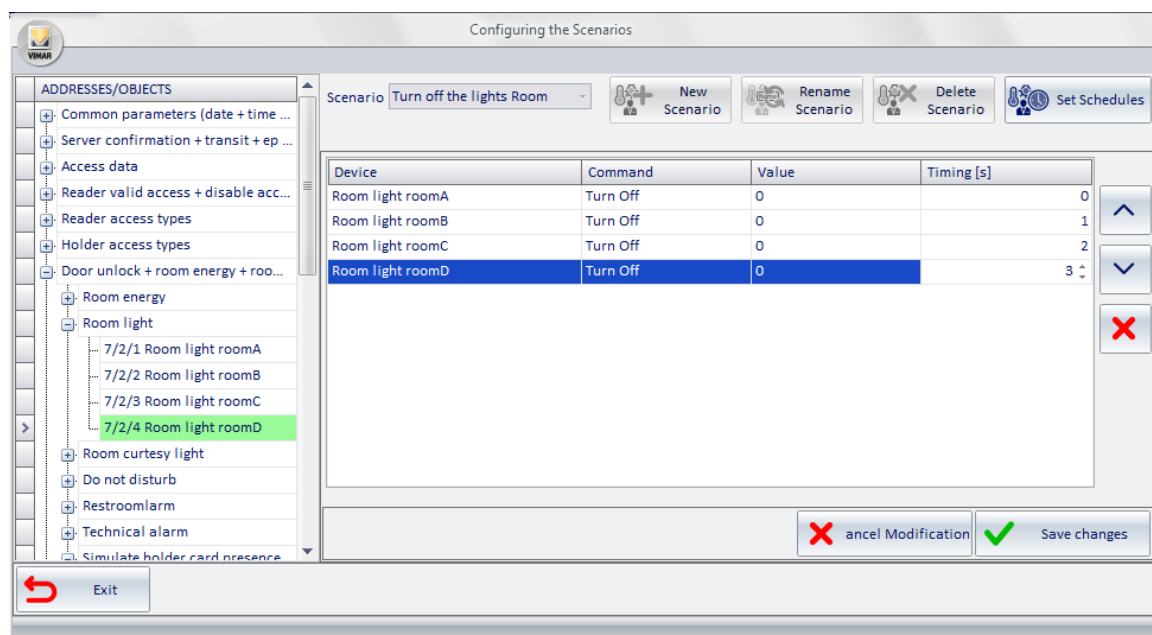 Configuring the Scenarios
VIMAR
ADDRESSES/OBJECTS
Common parameters (date + time ...
Server confirmation + transit + ep ...
Access data
Reader valid access + disable acc...
Reader access types
Holder access types
Door unlock + room energy + roo...
Room energy
Room light
7/2/1 Room light roomA
7/2/2 Room light roomB
7/2/3 Room light roomC
7/2/4 Room light roomD
Room curtesy light
Do not disturb
Restroomlarm
Technical alarm
Simulate holder card presence
Scenario Turn off the lights Room
New Scenario
Rename Scenario
Delete Scenario
Set Schedules
Device Command Value Timing [s]
Room light roomA Turn Off 0 0
Room light roomB Turn Off 0 1
Room light roomC Turn Off 0 2
Room light roomD Turn Off 0 3
ancel Modification
Save changes
Exit